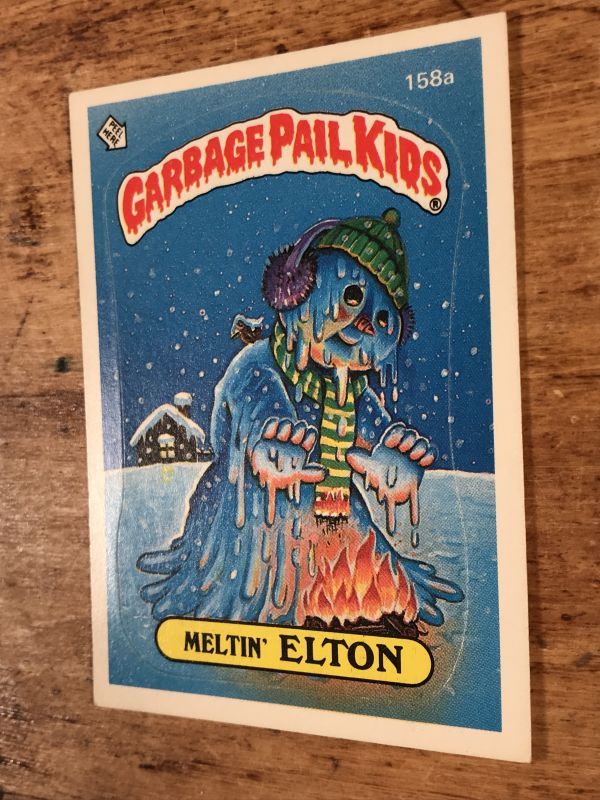 158a
PEEL
HERE
GARBAGE PAIL KIDS®
MELTIN' ELTON